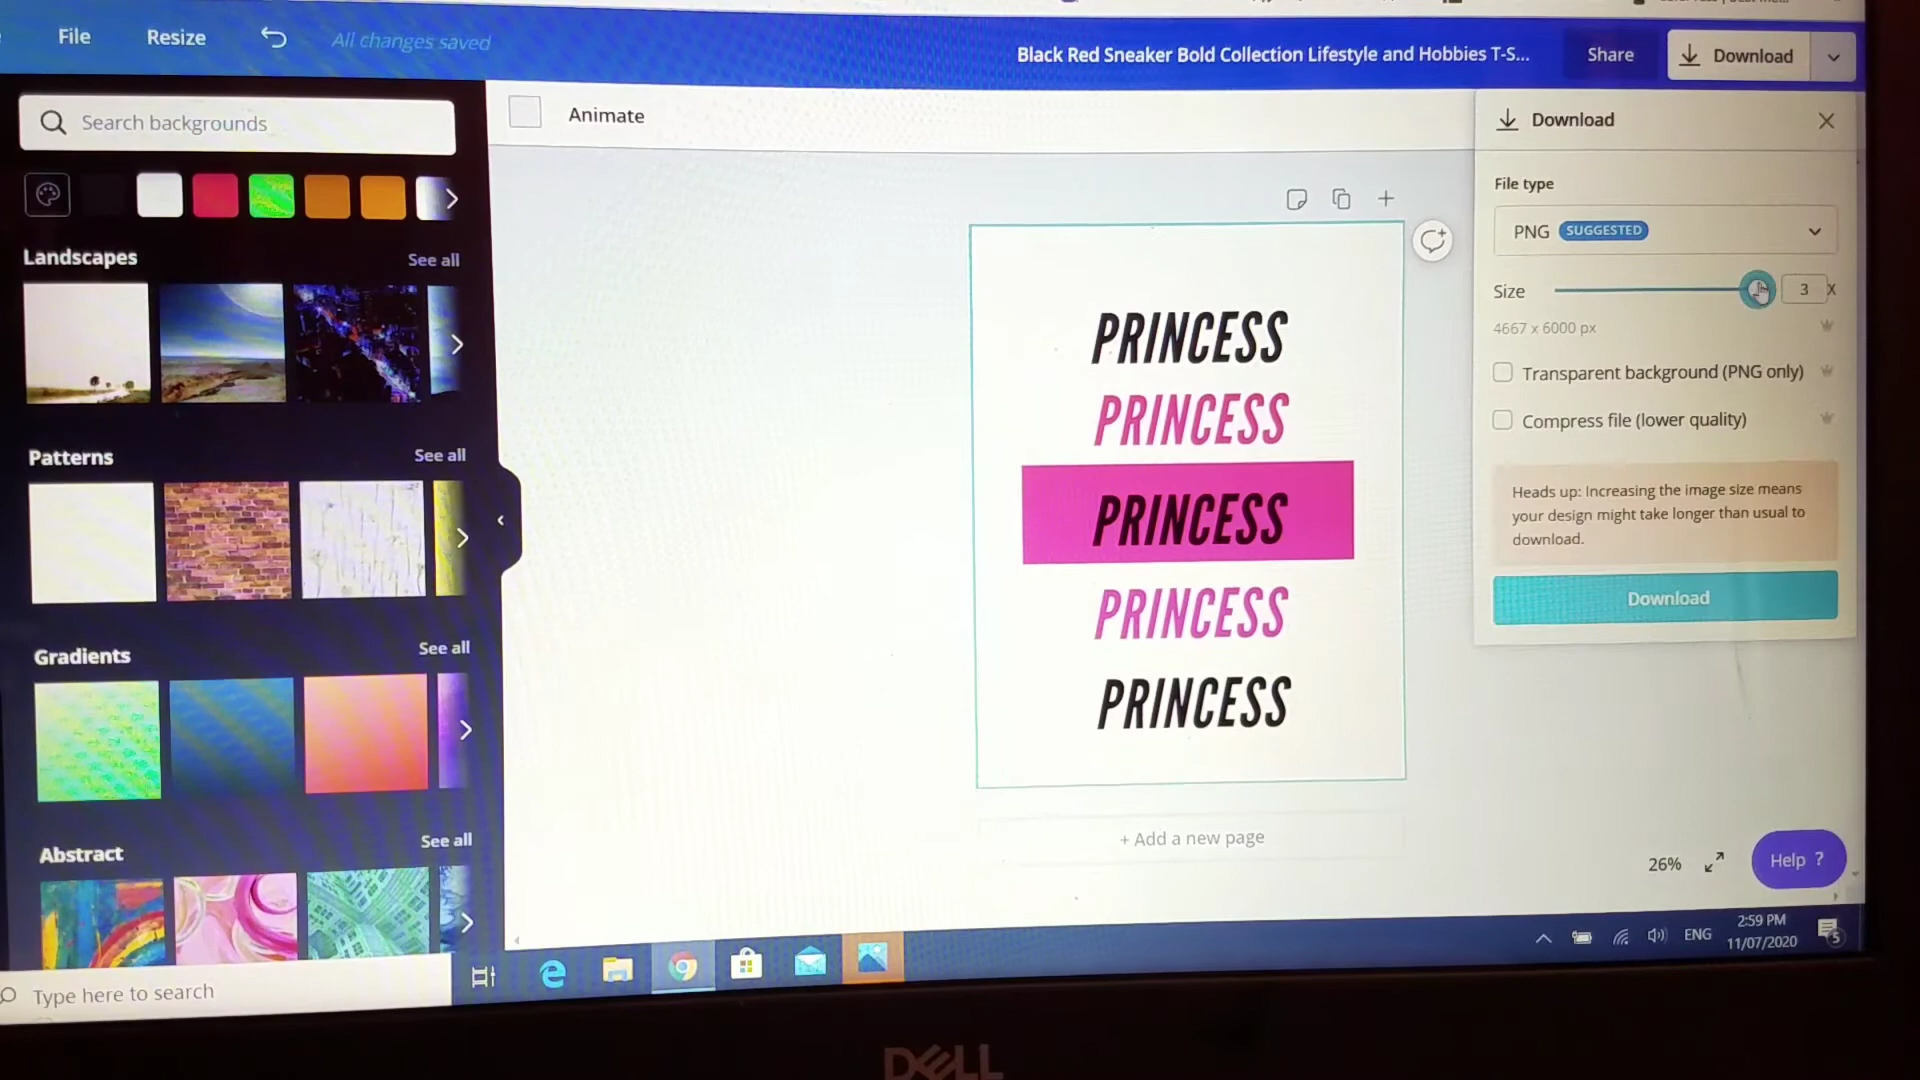 File
Resize
All changes saved
Black Red Sneaker Bold Collection Lifestyle and Hobbies T-S...
Share
Download
Search backgrounds
Animate
Download
File type
PNG SUGGESTED
Size
3 x
4667 x 6000 px
Transparent background (PNG only)
Compress file (lower quality)
Heads up: Increasing the image size means
your design might take longer than usual to
download.
Download
Landscapes
See all
Patterns
See all
Gradients
See all
Abstract
See all
PRINCESS
PRINCESS
PRINCESS
PRINCESS
PRINCESS
+ Add a new page
26%
Help ?
Type here to search
ENG
2:59 PM
11/07/2020
5
DELL